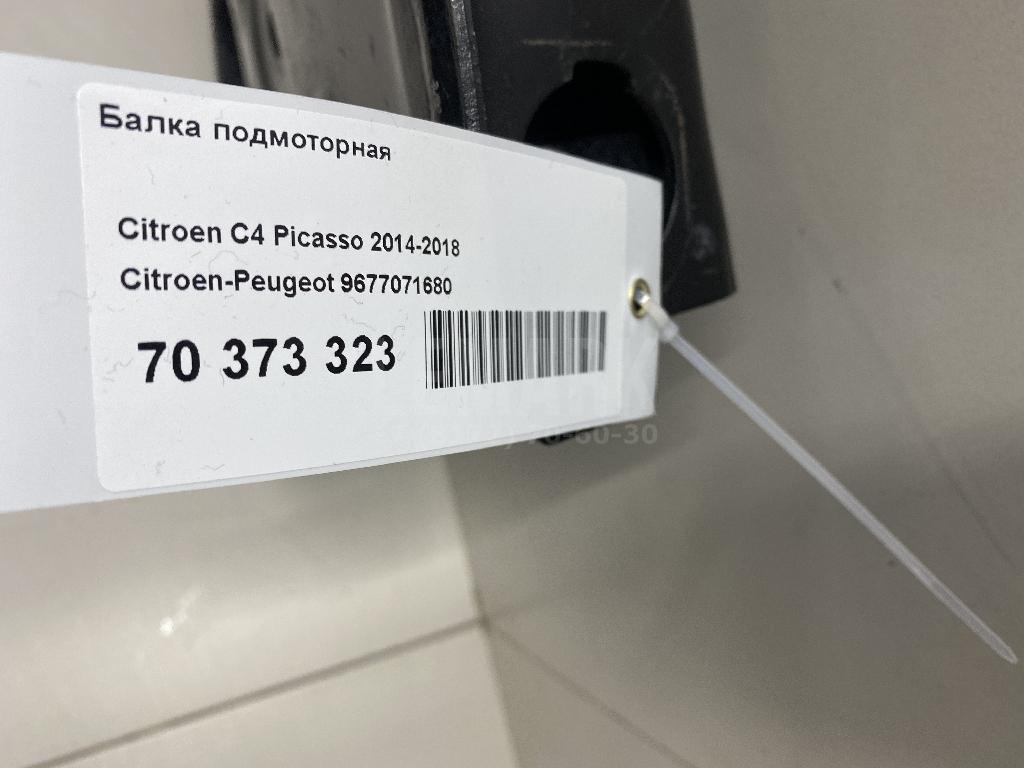 Балка подмоторная
Citroen C4 Picasso 2014-2018
Citroen-Peugeot 9677071680
70 373 323